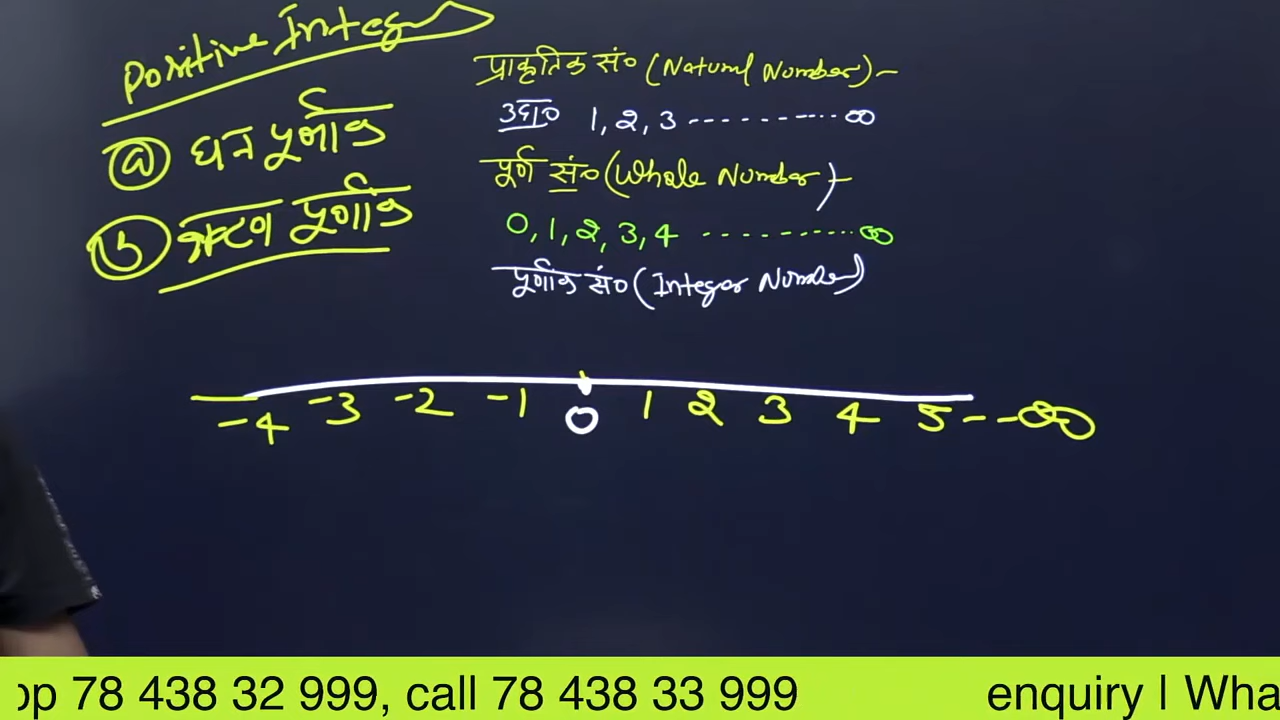 Positive Integ
(a) धन पूर्णांक
(b) ऋण पूर्णांक
प्राकृतिक सं० (Natural Number) -
उदा० 1, 2, 3 ---------- ∞
पूर्ण सं० (Whole Number) -
0, 1, 2, 3, 4 ---------- ∞
पूर्णांक सं० (Integer Number)
-4 -3 -2 -1 0 1 2 3 4 5 -- -∞
op 78 438 32 999, call 78 438 33 999 enquiry | Wha